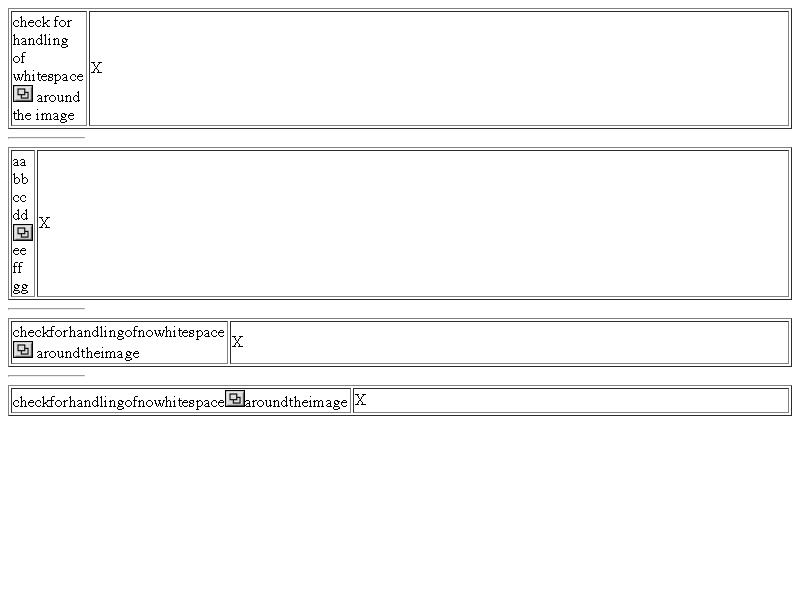 check for
handling
of
whitespace
around
the image
X
aa
bb
cc
dd
ee
ff
gg
X
checkforhandlingofnowhitespace
aroundtheimage
X
checkforhandlingofnowhitespace aroundtheimage
X